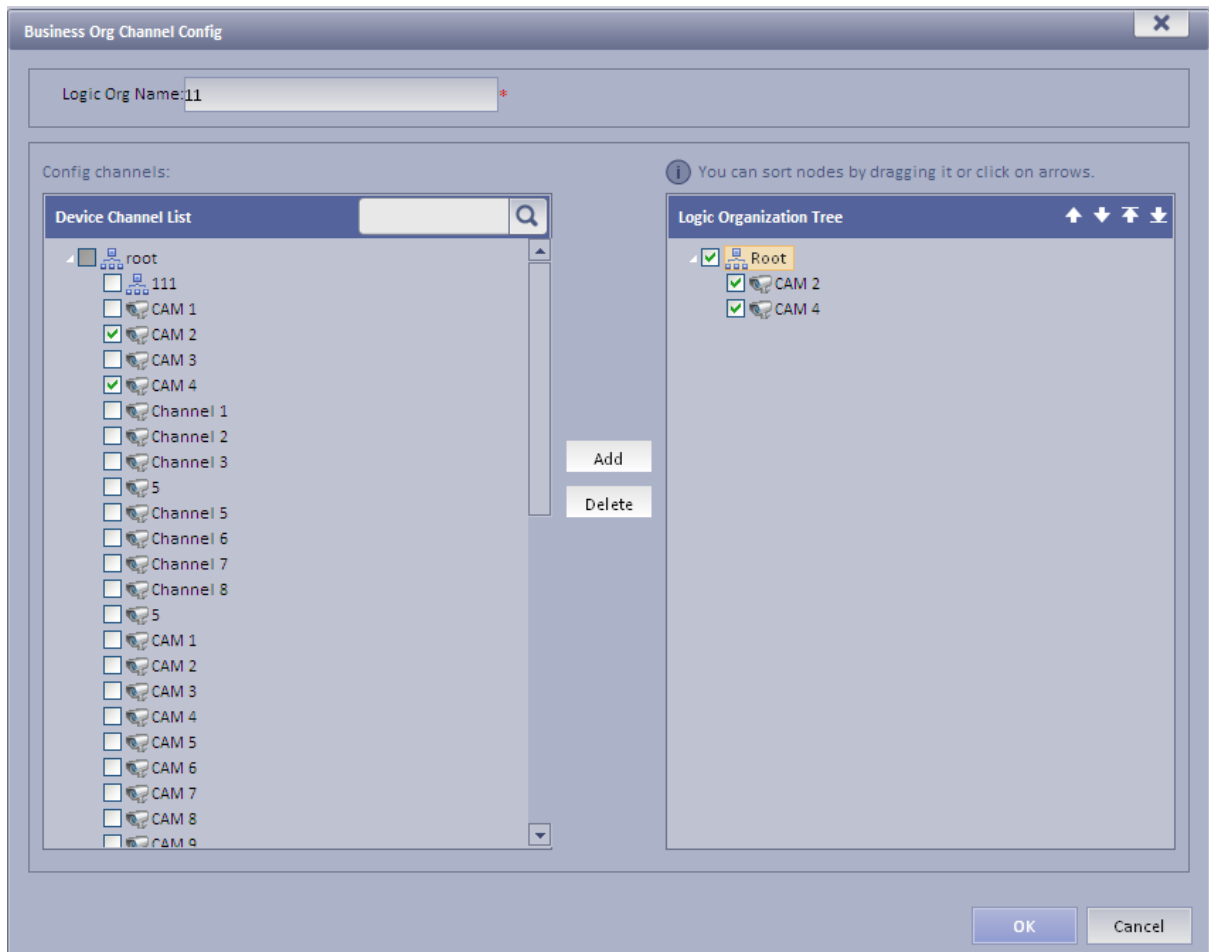 Business Org Channel Config
Logic Org Name:11 *
Config channels:
You can sort nodes by dragging it or click on arrows.
Device Channel List
Logic Organization Tree
root
111
CAM 1
CAM 2
CAM 3
CAM 4
Channel 1
Channel 2
Channel 3
5
Channel 5
Channel 6
Channel 7
Channel 8
5
CAM 1
CAM 2
CAM 3
CAM 4
CAM 5
CAM 6
CAM 7
CAM 8
CAM 9
Add
Delete
Root
CAM 2
CAM 4
OK
Cancel